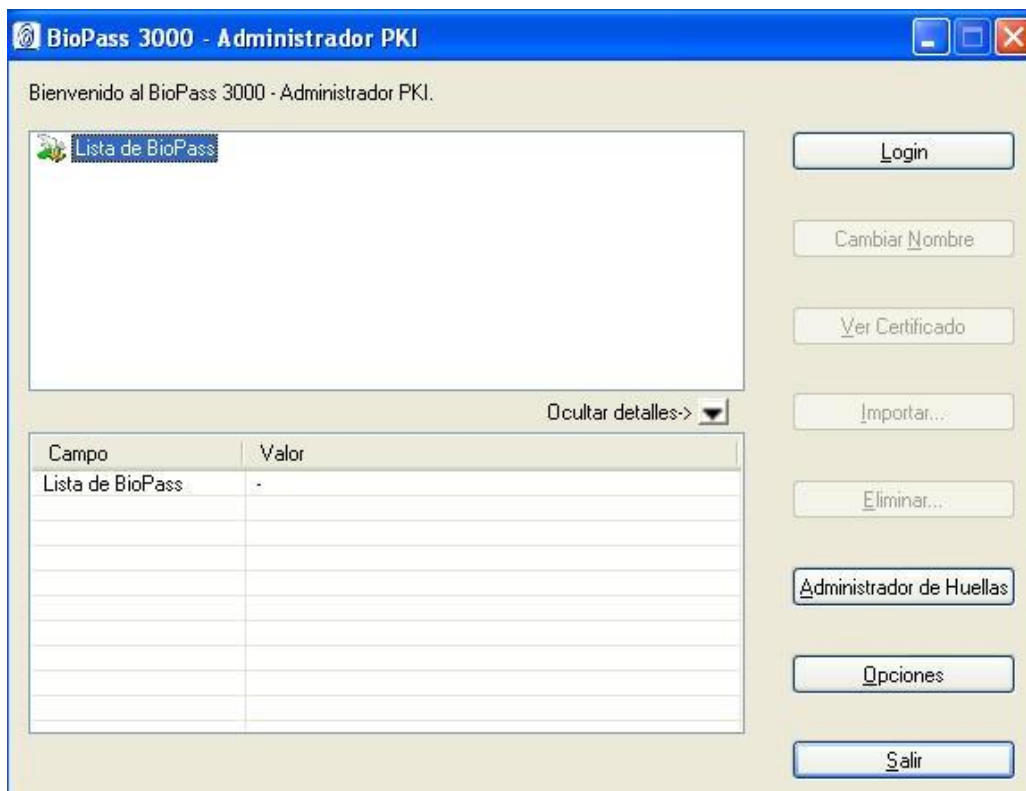 BioPass 3000 - Administrador PKI
Bienvenido al BioPass 3000 - Administrador PKI.
Lista de BioPass
Login
Cambiar Nombre
Ver Certificado
Importar...
Eliminar...
Administrador de Huellas
Opciones
Salir
Ocultar detalles->
Campo Valor
Lista de BioPass -